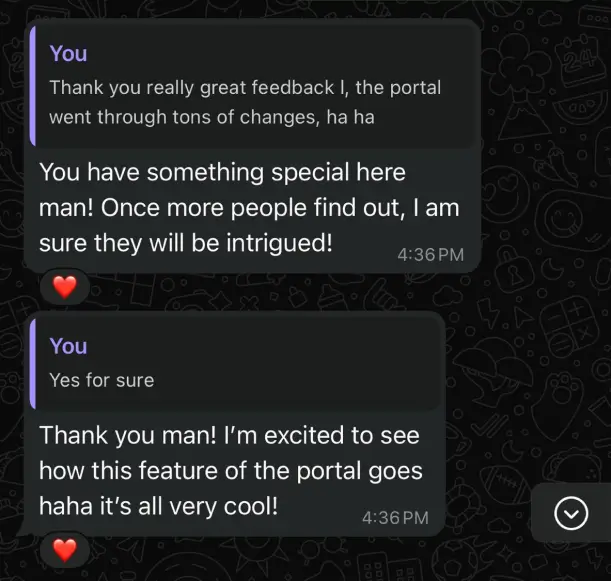 You
Thank you really great feedback I, the portal
went through tons of changes, ha ha
You have something special here
man! Once more people find out, I am
sure they will be intrigued!
4:36 PM
You
Yes for sure
Thank you man! I'm excited to see
how this feature of the portal goes
haha it's all very cool!
4:36 PM